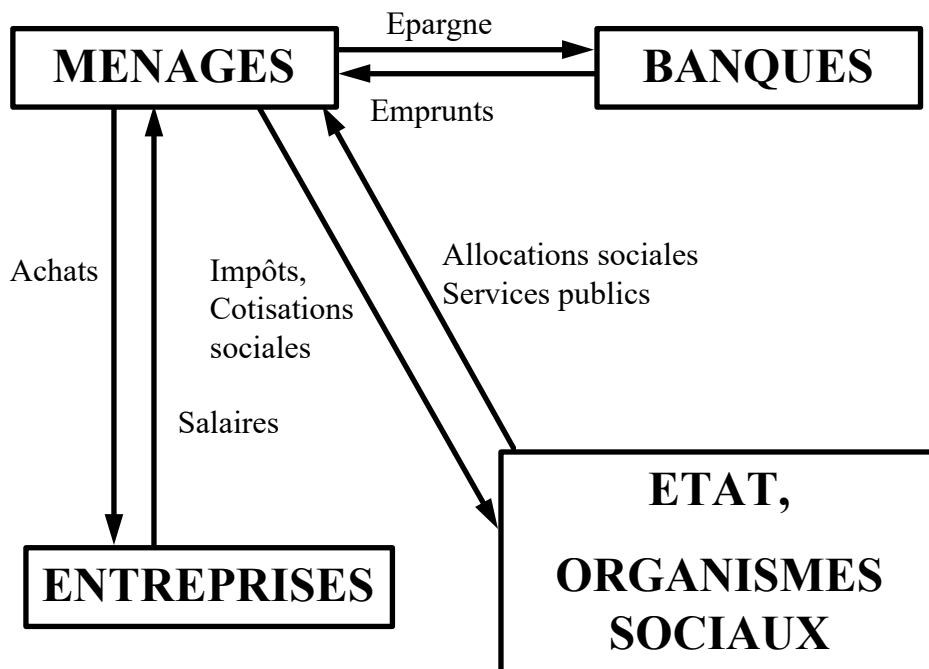 Epargne
MENAGES
BANQUES
Emprunts
Achats
Impôts,
Cotisations
sociales
Allocations sociales
Services publics
Salaires
ETAT,
ORGANISMES
SOCIAUX
ENTREPRISES